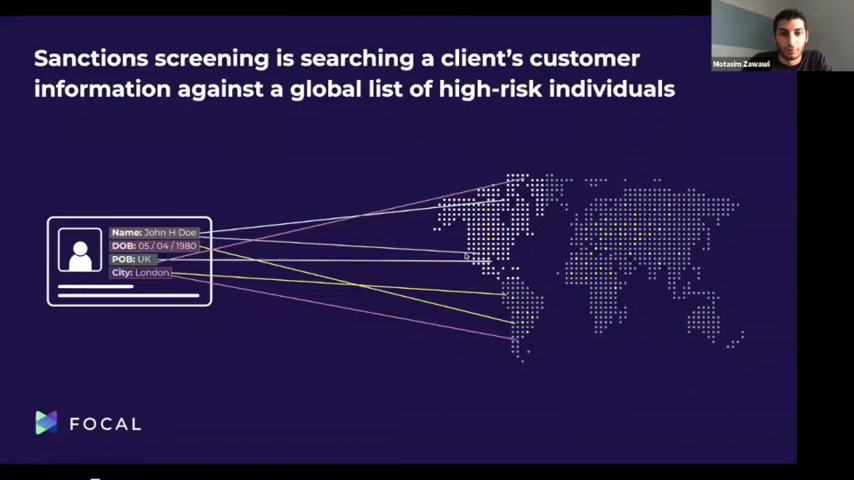 Sanctions screening is searching a client's customer
information against a global list of high-risk individuals
Motasim Zawawi
Name: John H Doe
DOB: 05 / 04 / 1980
POB: UK
City: London
FOCAL